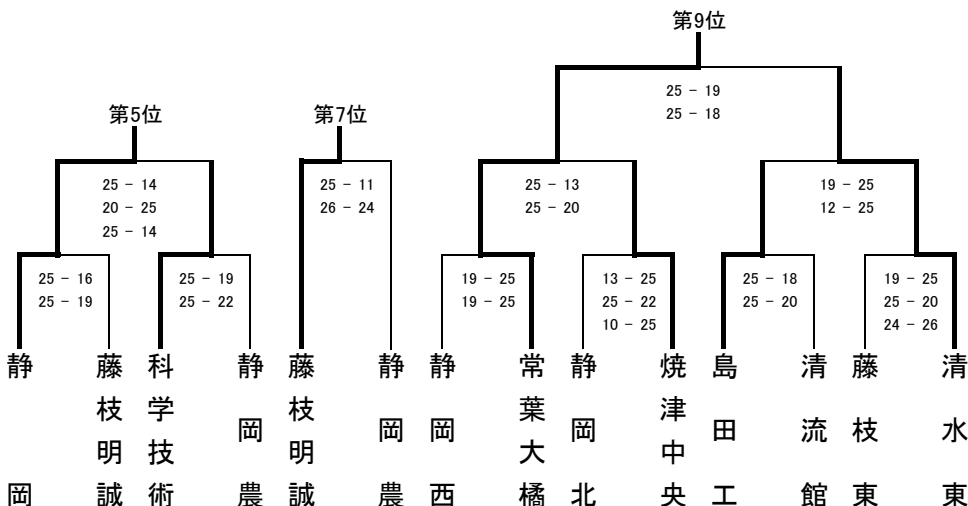 第9位
25 - 19
25 - 18
第5位
第7位
25 - 14
20 - 25
25 - 14
25 - 11
26 - 24
25 - 13
25 - 20
19 - 25
12 - 25
25 - 16
25 - 19
25 - 19
25 - 22
19 - 25
19 - 25
13 - 25
25 - 22
10 - 25
25 - 18
25 - 20
19 - 25
25 - 20
24 - 26
静岡
藤枝明誠
科学技術
静岡農
藤枝明誠
静岡農
静岡西
常葉大橘
静岡北
焼津中央
島田工
清流館
藤枝東
清水東